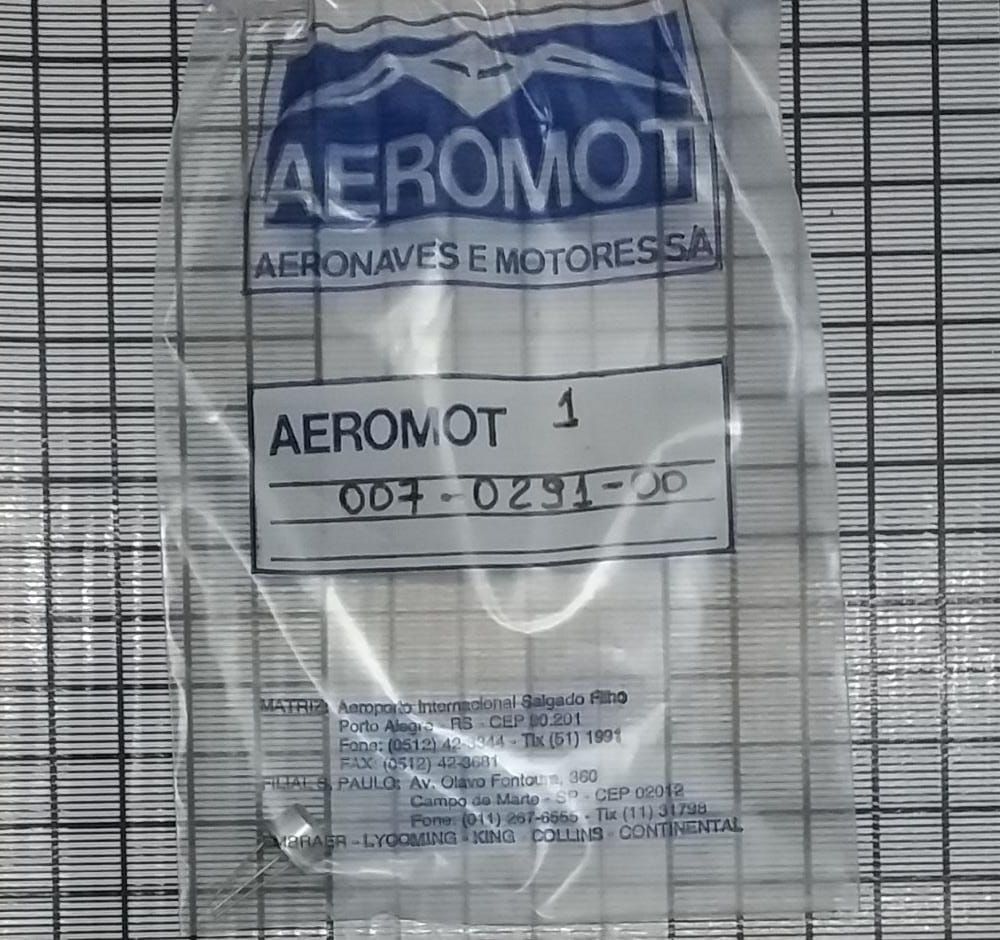 AEROMOT
AERONAVES E MOTORES S/A
AEROMOT 1
007-0291-00
MATRIZ: Aeroporto Internacional Salgado Filho
Porto Alegre - RS - CEP 90.201
Fone: (0512) 42-3344 - Tlx (51) 1991
FAX: (0512) 42-3681
FILIAL S. PAULO: Av. Olavo Fontoura, 360
Campo de Marte - SP - CEP 02012
Fone: (011) 267-6555 - Tlx (11) 31798
EMBRAER - LYCOMING - KING - COLLINS - CONTINENTAL